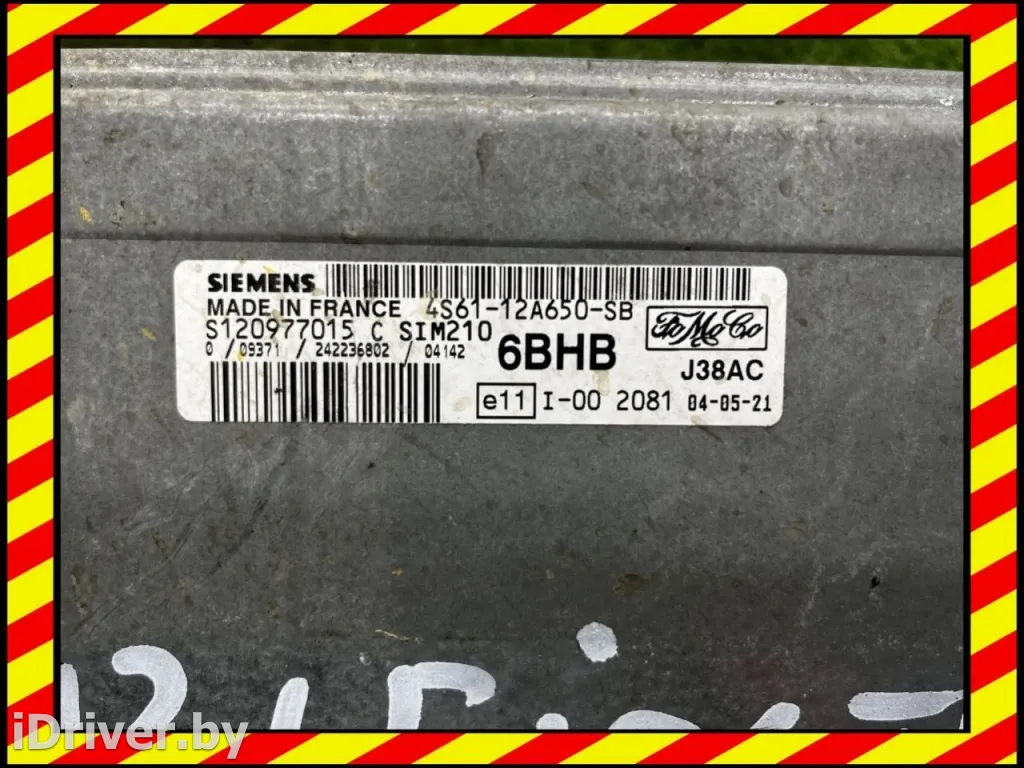 SIEMENS
MADE IN FRANCE 4S61-12A650-SB
S120977015 C SIM210
0 / 09371 / 242236802 / 04142
6BHB
FoMoCo
J38AC
e11 I-00 2081 04-05-21
iDriver.by